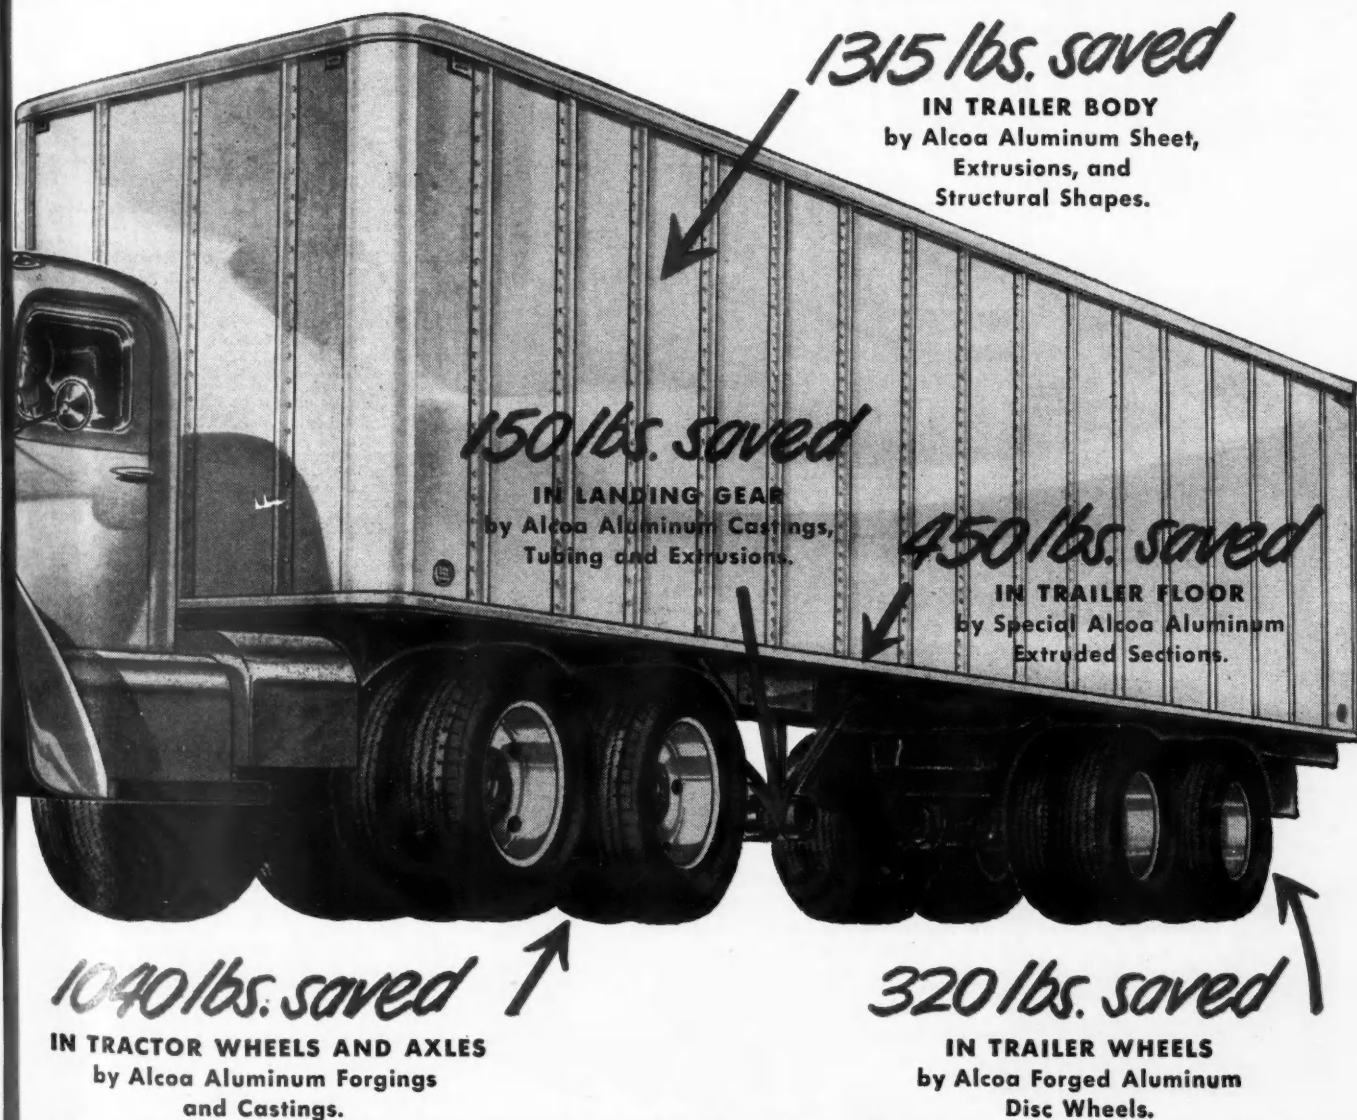 1315 lbs. saved
IN TRAILER BODY
by Alcoa Aluminum Sheet,
Extrusions, and
Structural Shapes.
150 lbs. saved
IN LANDING GEAR
by Alcoa Aluminum Castings,
Tubing and Extrusions.
450 lbs. saved
IN TRAILER FLOOR
by Special Alcoa Aluminum
Extruded Sections.
1040 lbs. saved
IN TRACTOR WHEELS AND AXLES
by Alcoa Aluminum Forgings
and Castings.
320 lbs. saved
IN TRAILER WHEELS
by Alcoa Forged Aluminum
Disc Wheels.